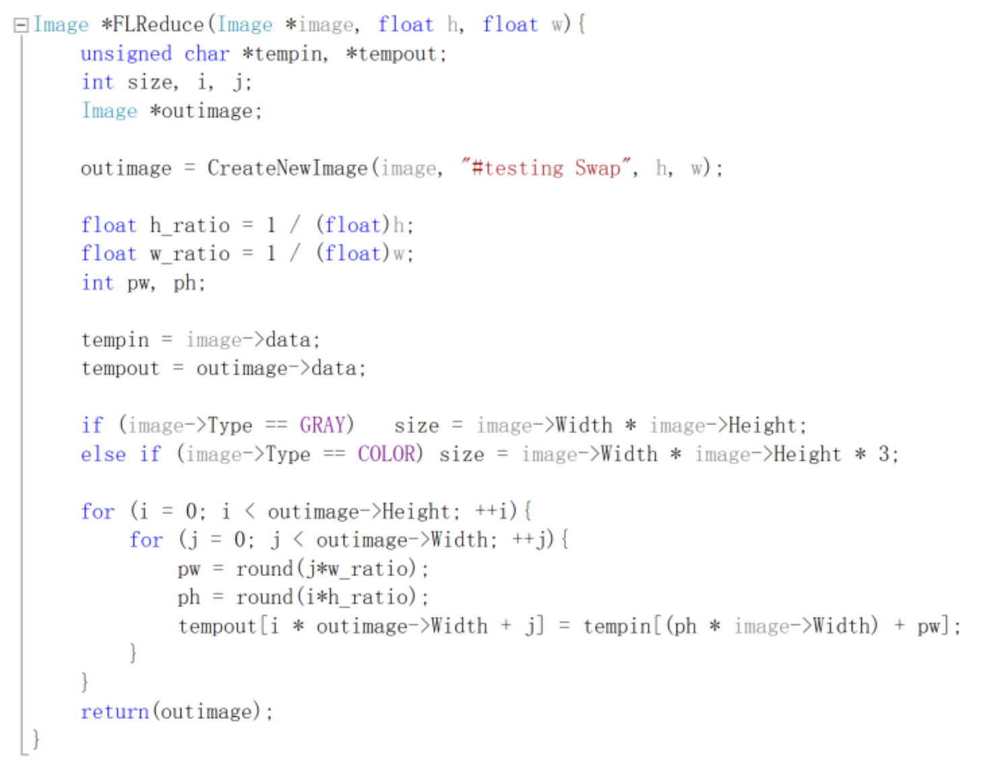 Image *FLReduce(Image *image, float h, float w){
unsigned char *tempin, *tempout;
int size, i, j;
Image *outimage;
outimage = CreateNewImage(image, "#testing Swap", h, w);
float h_ratio = 1 / (float)h;
float w_ratio = 1 / (float)w;
int pw, ph;
tempin = image->data;
tempout = outimage->data;
if (image->Type == GRAY)   size = image->Width * image->Height;
else if (image->Type == COLOR) size = image->Width * image->Height * 3;
for (i = 0; i < outimage->Height; ++i){
for (j = 0; j < outimage->Width; ++j){
pw = round(j*w_ratio);
ph = round(i*h_ratio);
tempout[i * outimage->Width + j] = tempin[(ph * image->Width) + pw];
}
}
return(outimage);
}